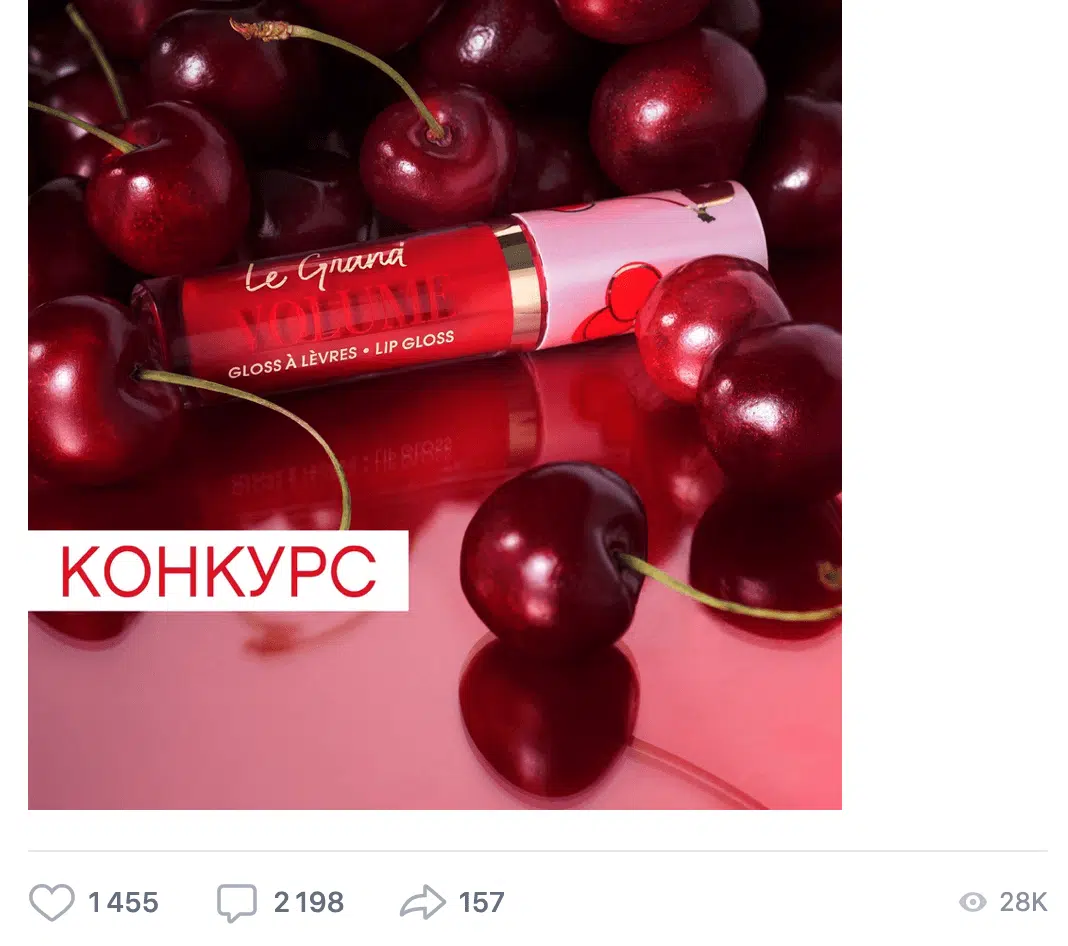 Le Grand
VOLUME
GLOSS À LÈVRES • LIP GLOSS
КОНКУРС
1 455
2 198
157
28K